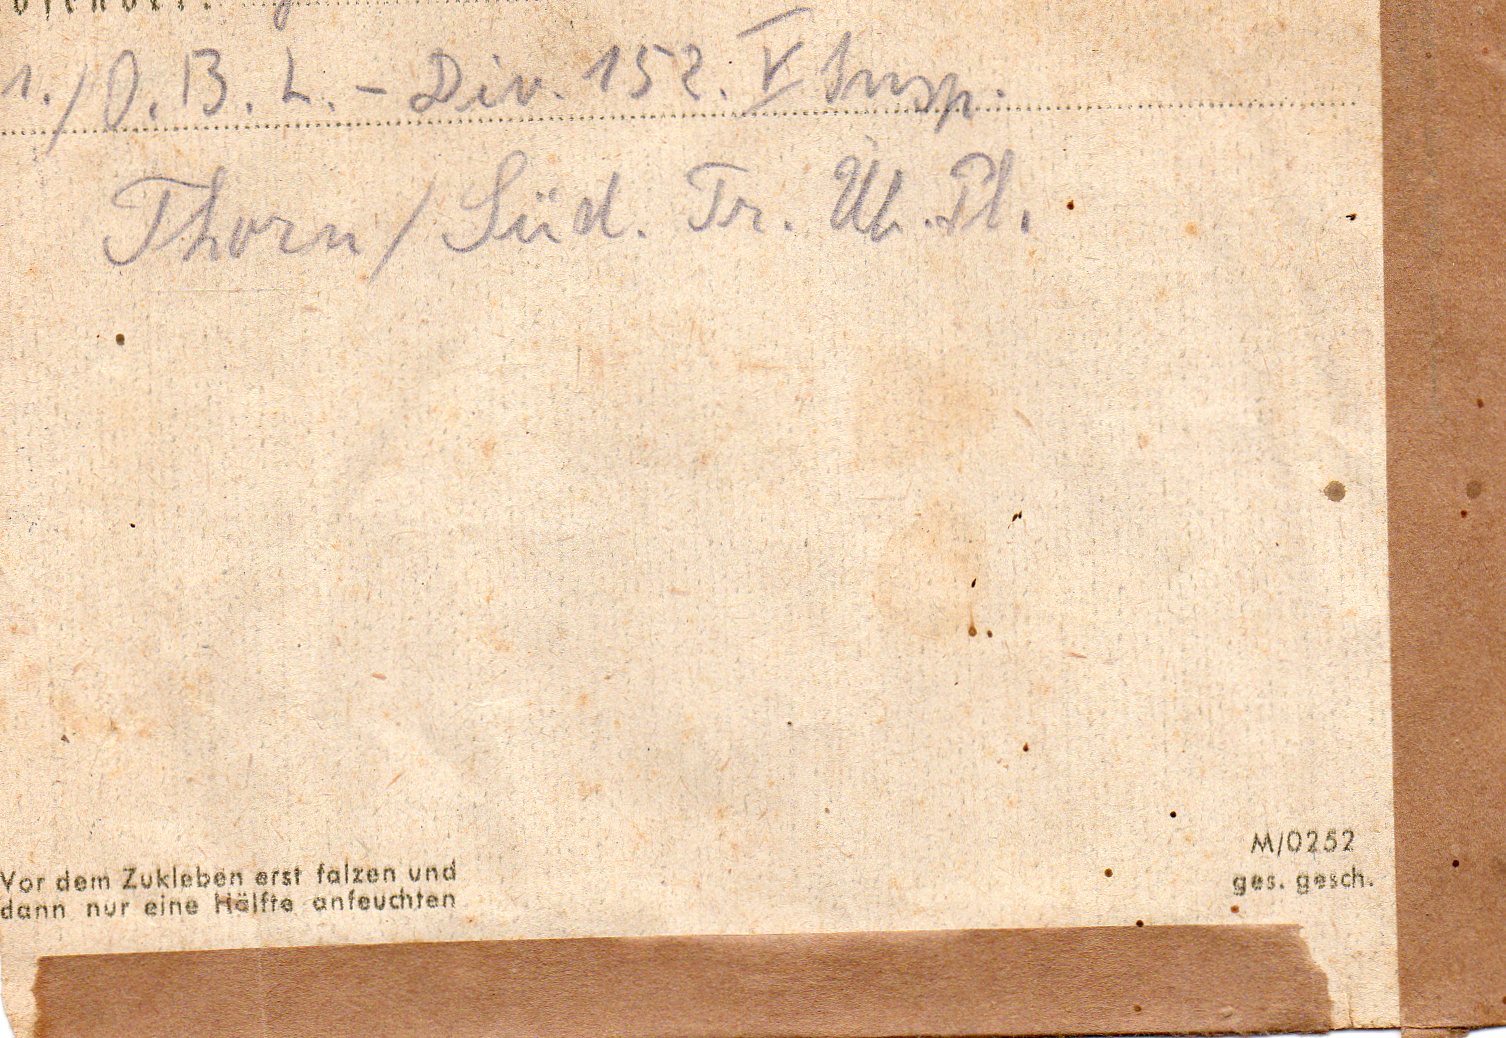 1./O.B.L.-Div. 152. V. Insp.
Thorn/Süd. Tr. Üb. Pl.
Vor dem Zukleben erst falzen und
dann nur eine Hälfte anfeuchten
M/0252
ges. gesch.